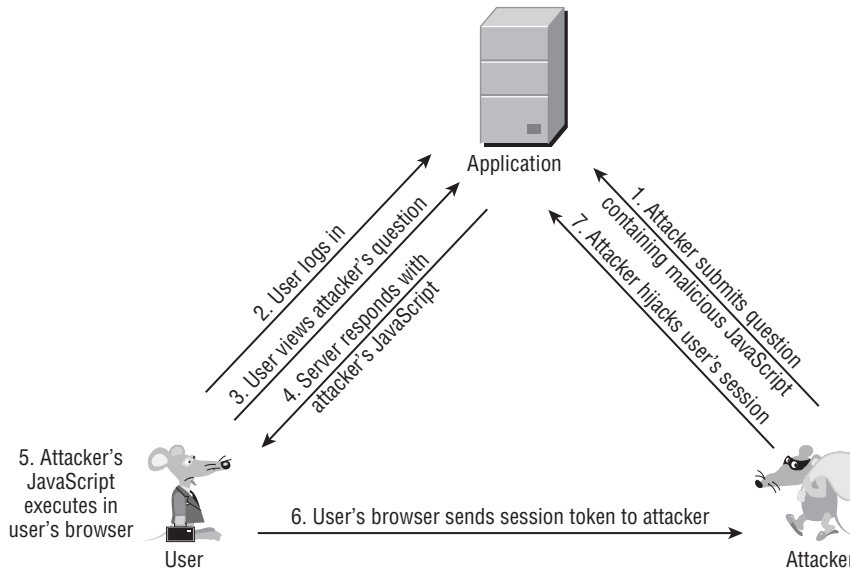 Application
1. Attacker submits question
containing malicious JavaScript
7. Attacker hijacks user's session
2. User logs in
3. User views attacker's question
4. Server responds with
attacker's JavaScript
5. Attacker's
JavaScript
executes in
user's browser
6. User's browser sends session token to attacker
User
Attacker